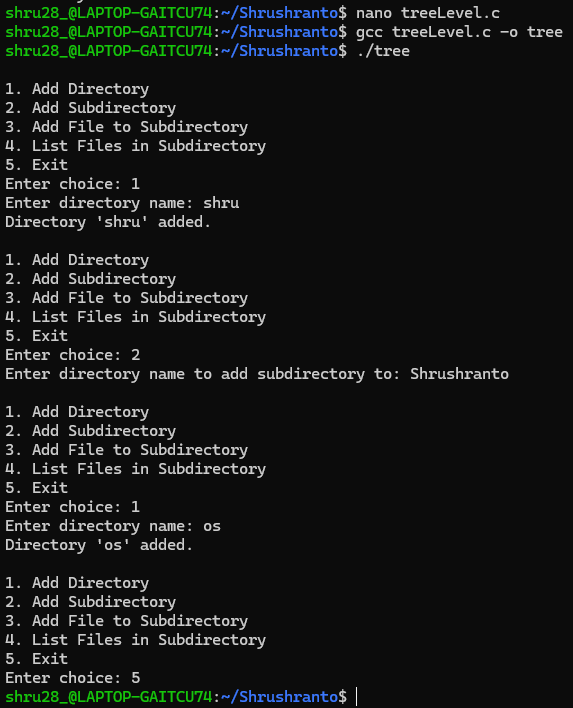 shru28_@LAPTOP-GAITCU74:~/Shrushranto$ nano treeLevel.c
shru28_@LAPTOP-GAITCU74:~/Shrushranto$ gcc treeLevel.c -o tree
shru28_@LAPTOP-GAITCU74:~/Shrushranto$ ./tree

1. Add Directory
2. Add Subdirectory
3. Add File to Subdirectory
4. List Files in Subdirectory
5. Exit
Enter choice: 1
Enter directory name: shru
Directory 'shru' added.

1. Add Directory
2. Add Subdirectory
3. Add File to Subdirectory
4. List Files in Subdirectory
5. Exit
Enter choice: 2
Enter directory name to add subdirectory to: Shrushranto

1. Add Directory
2. Add Subdirectory
3. Add File to Subdirectory
4. List Files in Subdirectory
5. Exit
Enter choice: 1
Enter directory name: os
Directory 'os' added.

1. Add Directory
2. Add Subdirectory
3. Add File to Subdirectory
4. List Files in Subdirectory
5. Exit
Enter choice: 5
shru28_@LAPTOP-GAITCU74:~/Shrushranto$